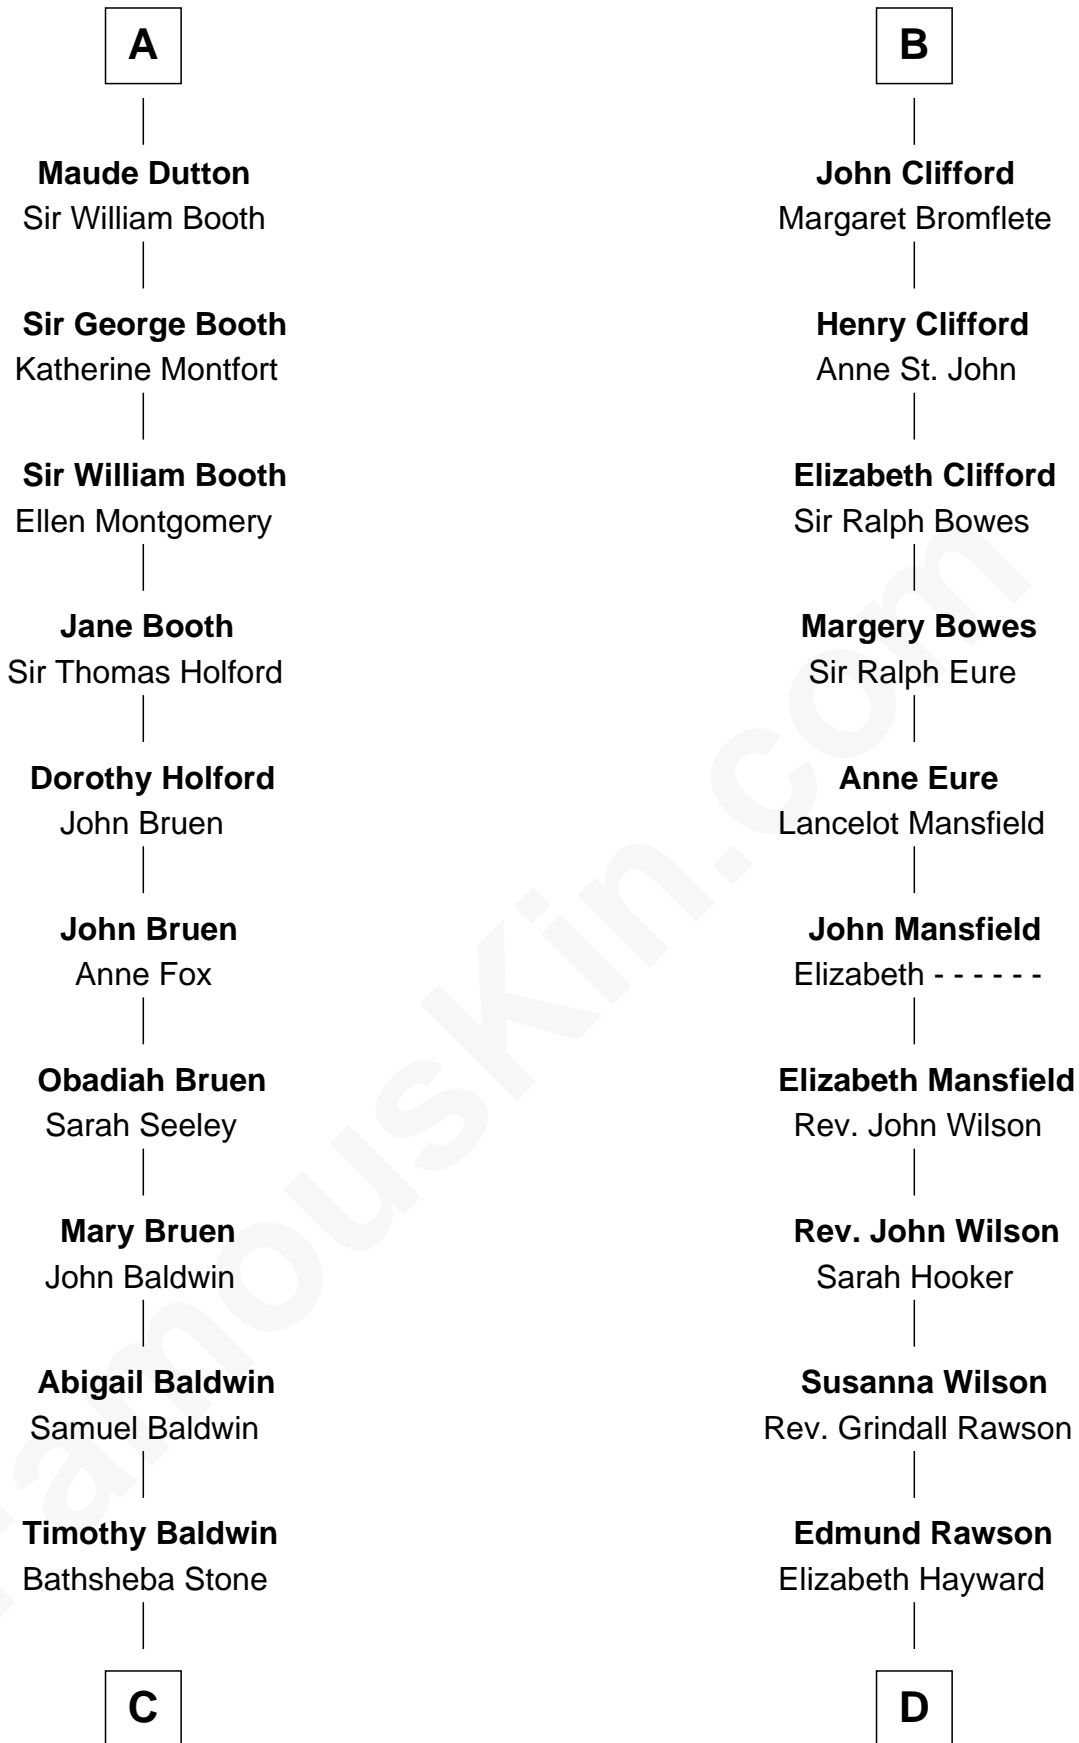 A
Maude Dutton
Sir William Booth
Sir George Booth
Katherine Montfort
Sir William Booth
Ellen Montgomery
Jane Booth
Sir Thomas Holford
Dorothy Holford
John Bruen
John Bruen
Anne Fox
Obadiah Bruen
Sarah Seeley
Mary Bruen
John Baldwin
Abigail Baldwin
Samuel Baldwin
Timothy Baldwin
Bathsheba Stone
C
B
John Clifford
Margaret Bromflete
Henry Clifford
Anne St. John
Elizabeth Clifford
Sir Ralph Bowes
Margery Bowes
Sir Ralph Eure
Anne Eure
Lancelot Mansfield
John Mansfield
Elizabeth - - - - - -
Elizabeth Mansfield
Rev. John Wilson
Rev. John Wilson
Sarah Hooker
Susanna Wilson
Rev. Grindall Rawson
Edmund Rawson
Elizabeth Hayward
D
FamousKin.com